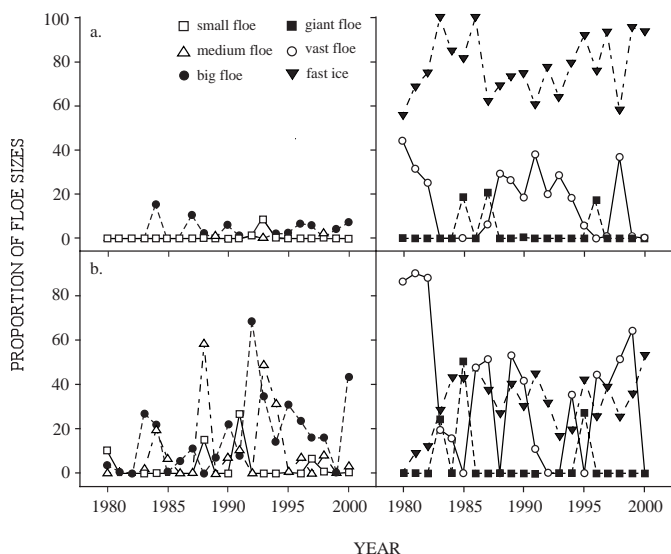 100
80
60
40
20
0
80
60
40
20
0
PROPORTION OF FLOE SIZES
a.
small floe
medium floe
big floe
giant floe
vast floe
fast ice
b.
1980 1985 1990 1995 2000
1980 1985 1990 1995 2000
YEAR